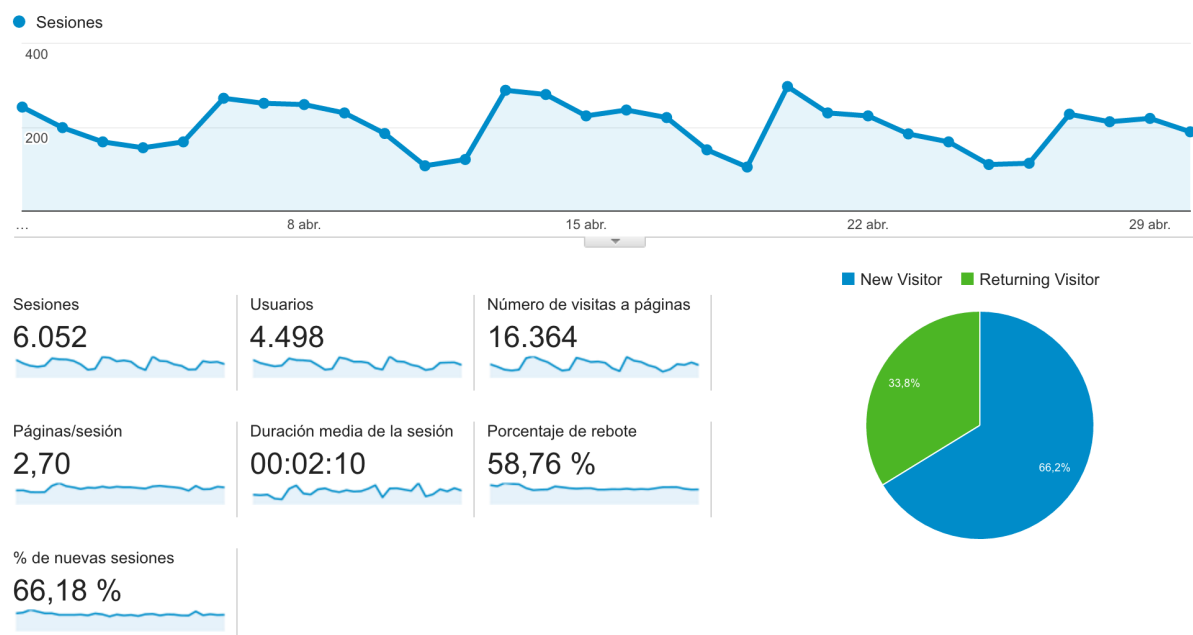 Sesiones
400
200
...
8 abr.
15 abr.
22 abr.
29 abr.
New Visitor
Returning Visitor
Sesiones
6.052
Usuarios
4.498
Número de visitas a páginas
16.364
Páginas/sesión
2,70
Duración media de la sesión
00:02:10
Porcentaje de rebote
58,76 %
% de nuevas sesiones
66,18 %
33,8%
66,2%